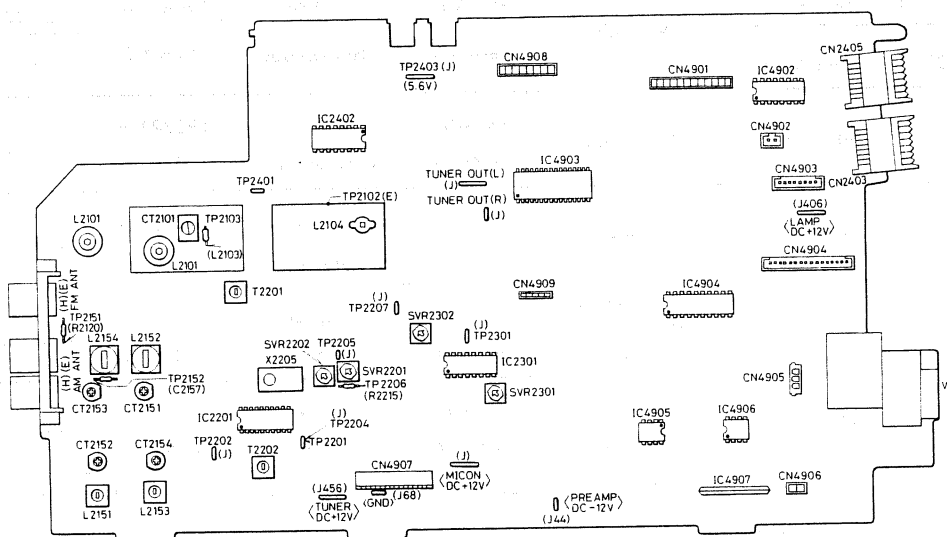 CN2405
TP2403(J)
(5.6V)
CN4908
CN4901
IC4902
IC2402
CN4902
IC4903
TUNER OUT(L)
(J)
CN4903
CN2403
TP2401
TP2102(E)
TUNER OUT(R)
(J)
L2101
CT2101
TP2103
L2104
(J406)
<LAMP
DC+12V>
L2101
(L2103)
CN4904
(H)(E)
FM ANT
T2201
CN4909
IC4904
(J)
TP2207
TP2151
(R2120)
SVR2302
(J)
TP2301
L2154
L2152
SVR2202
TP2205
(J)
X2205
SVR2201
IC2301
(H)(E)
AM ANT
TP2152
(C2157)
TP2206
(R2215)
SVR2301
CN4905
CT2153
CT2151
V
IC2201
(J)
TP2204
IC4905
IC4906
TP2202
(J)
TP2201
CT2152
CT2154
T2202
CN4907
(J)
<MICON
DC+12V>
IC4907
CN4906
(J456)
<TUNER
DC+12V>
(GND)
(J68)
<PREAMP
DC-12V>
(J44)
L2151
L2153